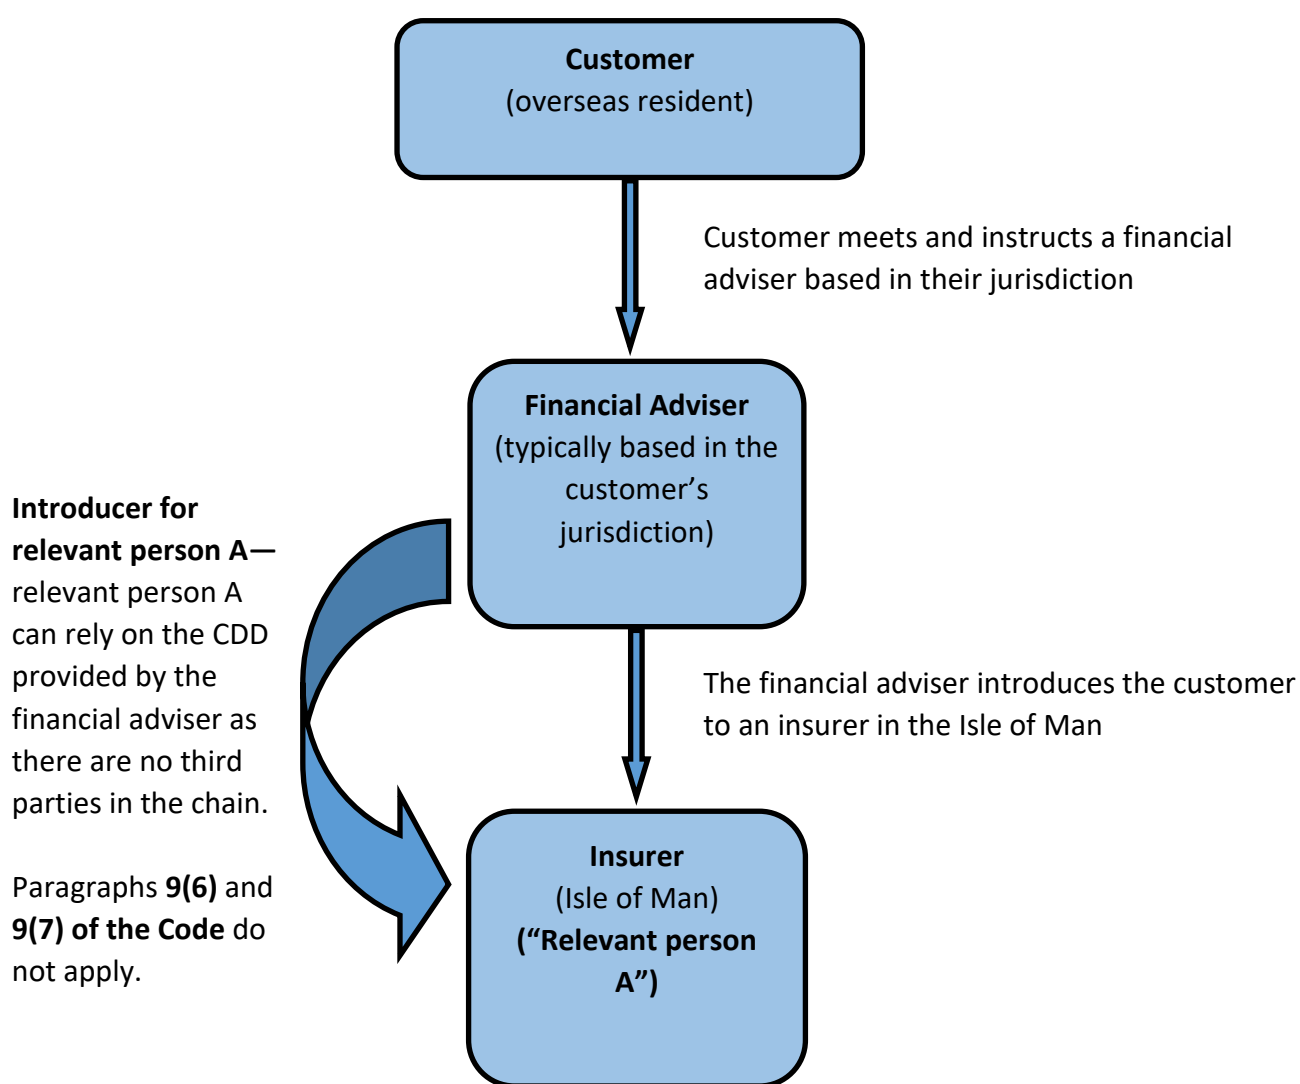 Customer
(overseas resident)
Customer meets and instructs a financial
adviser based in their jurisdiction
Financial Adviser
(typically based in the
customer’s
jurisdiction)
Introducer for
relevant person A—
relevant person A
can rely on the CDD
provided by the
financial adviser as
there are no third
parties in the chain.
Paragraphs 9(6) and
9(7) of the Code do
not apply.
The financial adviser introduces the customer
to an insurer in the Isle of Man
Insurer
(Isle of Man)
(“Relevant person
A”)